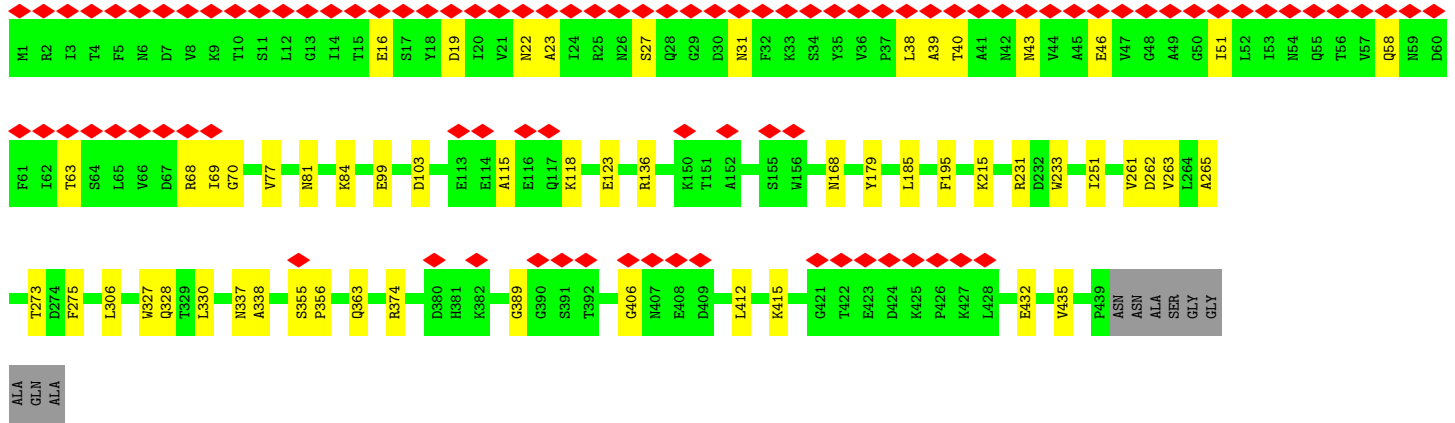 M1 R2 I3 T4 F5 N6 D7 V8 K9 T10 S11 L12 G13 I14 T15 E16 S17 Y18 D19 I20 V21 N22 A23 I24 R25 N26 S27 Q28 G29 D30 N31 F32 K33 S34 Y35 V36 P37 L38 A39 T40 A41 N42 N43 V44 A45 E46 V47 G48 A49 G50 I51 L52 I53 N54 Q55 T56 V57 Q58 N59 D60
F61 I62 T63 S64 L65 V66 D67 R68 I69 G70 V77 N81 K84 E99 D103 E113 E114 A115 E116 Q117 K118 E123 R136 K150 T151 A152 S155 W156 N168 Y179 L185 F195 K215 R231 D232 W233 I251 V261 D262 V263 L264 A265
T273 D274 F275 L306 W327 Q328 T329 L330 N337 A338 S355 P356 Q363 R374 D380 H381 K382 G389 G390 S391 T392 G406 N407 E408 D409 L412 K415 G421 T422 E423 D424 K425 P426 K427 L428 E432 V435 P439 ASN ASN ALA SER GLY GLY
ALA GLN ALA